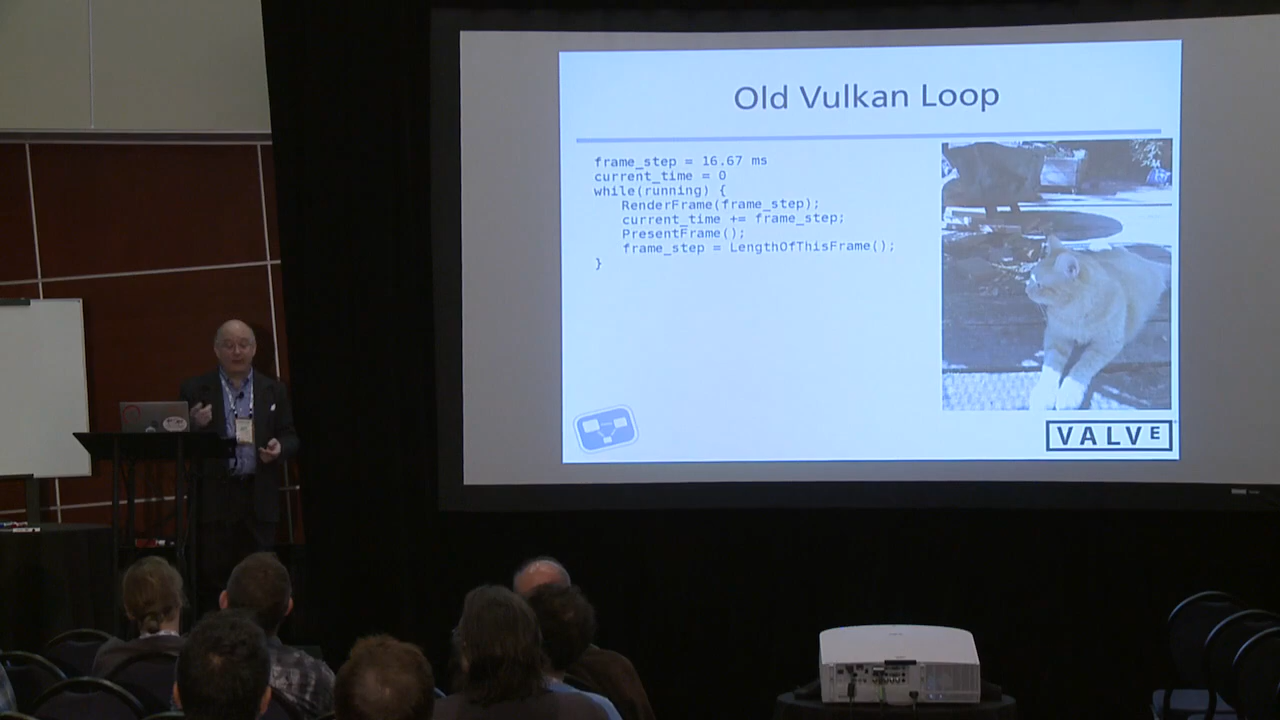 Old Vulkan Loop
frame_step = 16.67 ms
current_time = 0
while(running) {
RenderFrame(frame_step);
current_time += frame_step;
PresentFrame();
frame_step = LengthOfThisFrame();
}
VALVE